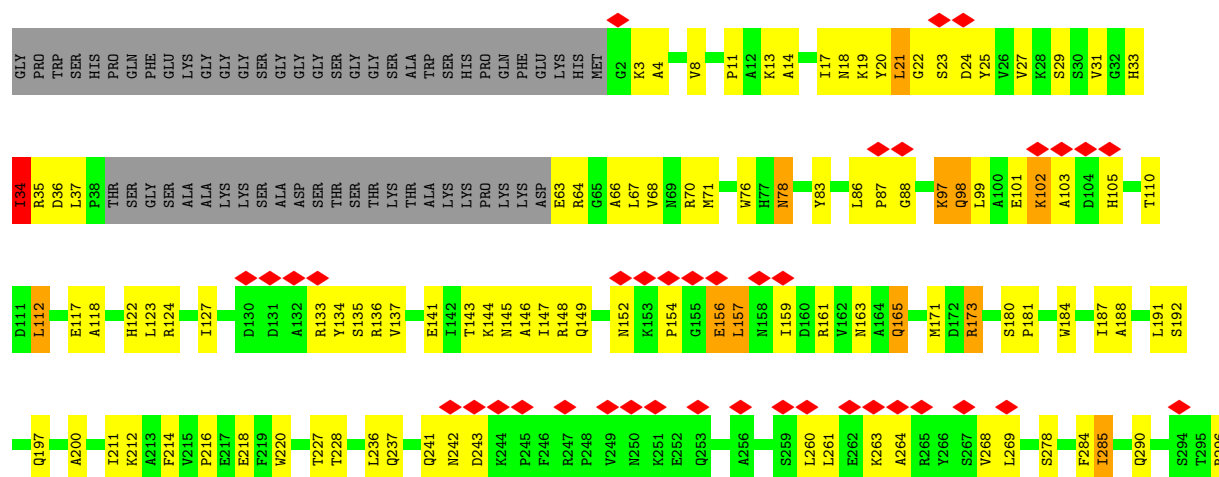 GLY PRO TRP SER HIS PRO GLN PHE GLU LYS GLY GLY GLY SER GLY GLY GLY SER GLY GLY SER ALA TRP SER HIS PRO GLN PHE GLU LYS HIS MET G2 K3 A4 V8 P11 A12 K13 A14 I17 N18 K19 Y20 L21 G22 S23 D24 Y25 V26 V27 K28 S29 S30 V31 G32 H33
I34 R35 D36 L37 P38 THR SER GLY SER ALA ALA LYS LYS SER ALA ASP SER THR SER THR LYS THR ALA LYS LYS PRO LYS LYS ASP E63 R64 G65 A66 L67 V68 N69 R70 M71 W76 H77 N78 Y83 L86 P87 G88 K97 Q98 L99 A100 E101 K102 A103 D104 H105 T110
D111 L112 E117 A118 H122 L123 R124 I127 D130 D131 A132 R133 Y134 S135 R136 V137 E141 I142 T143 K144 N145 A146 I147 R148 Q149 N152 K153 P154 G155 E156 L157 N158 I159 D160 R161 V162 N163 A164 Q165 M171 D172 R173 S180 P181 W184 I187 A188 L191 S192
Q197 A200 I211 K212 A213 F214 V215 P216 E217 E218 F219 W220 T227 T228 L236 Q237 Q241 N242 D243 K244 P245 F246 R247 P248 V249 N250 K251 E252 Q253 A256 S259 L260 L261 E262 K263 A264 R265 Y266 S267 V268 L269 S278 F284 I285 Q290 S294 T295